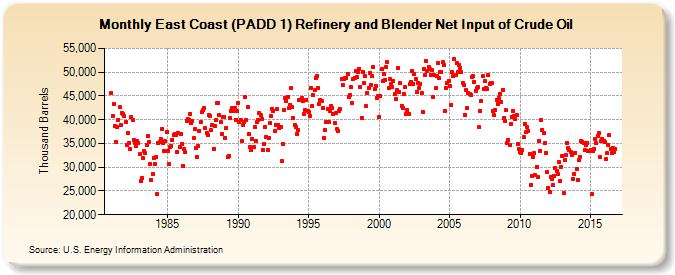 Monthly East Coast (PADD 1) Refinery and Blender Net Input of Crude Oil
Thousand Barrels
55,000
50,000
45,000
40,000
35,000
30,000
25,000
20,000
1985 1990 1995 2000 2005 2010 2015
Source: U.S. Energy Information Administration